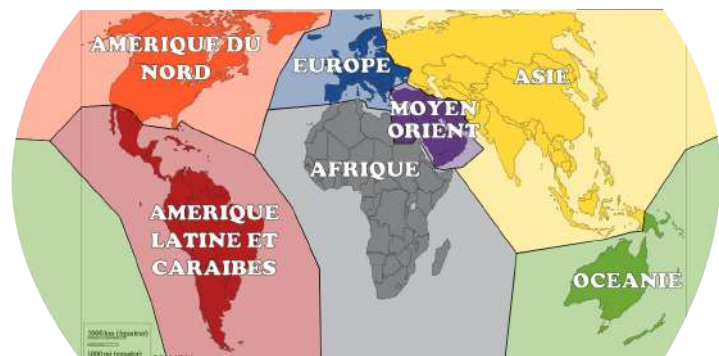 AMERIQUE DU
NORD
EUROPE
ASIE
MOYEN
ORIENT
AFRIQUE
AMERIQUE
LATINE ET
CARAIBES
OCEANIE